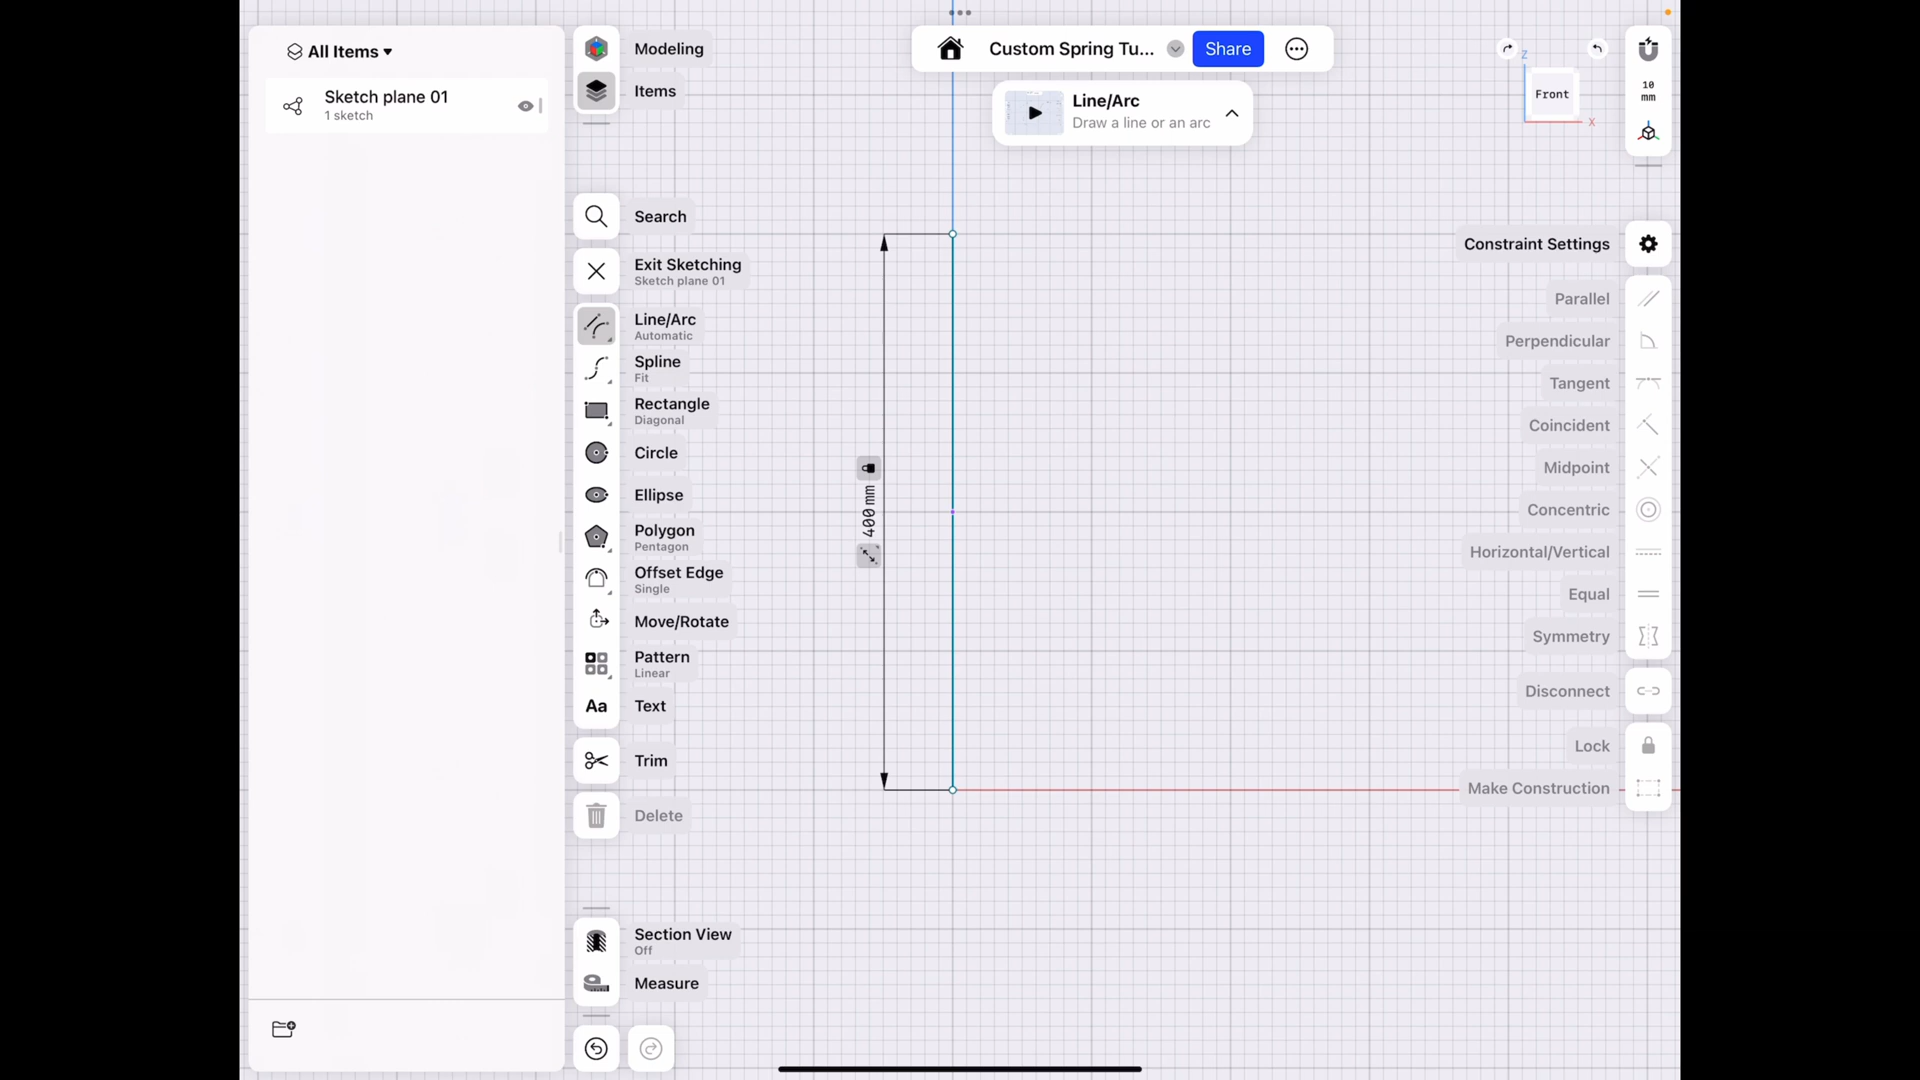 All Items
Sketch plane 01
1 sketch
Modeling
Items
Search
Exit Sketching
Sketch plane 01
Line/Arc
Automatic
Spline
Fit
Rectangle
Diagonal
Circle
Ellipse
Polygon
Pentagon
Offset Edge
Single
Move/Rotate
Pattern
Linear
Aa
Text
Trim
Delete
Section View
Off
Measure
Custom Spring Tu...
Share
Line/Arc
Draw a line or an arc
400 mm
Z
Front
X
10
mm
Constraint Settings
Parallel
Perpendicular
Tangent
Coincident
Midpoint
Concentric
Horizontal/Vertical
Equal
Symmetry
Disconnect
Lock
Make Construction